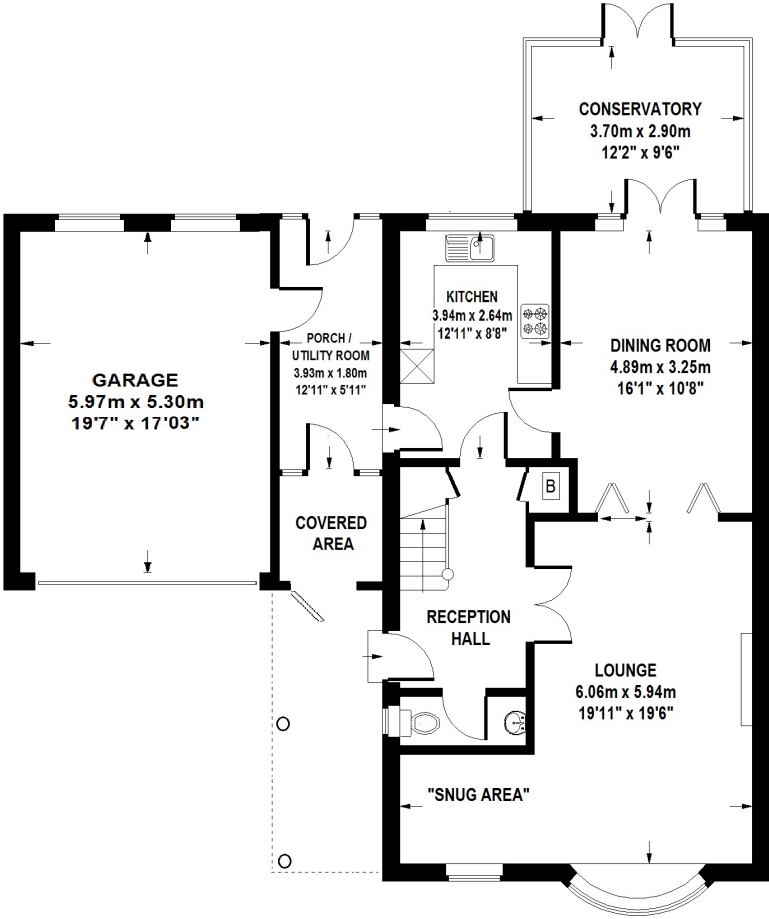 CONSERVATORY
3.70m x 2.90m
12'2" x 9'6"
KITCHEN
3.94m x 2.64m
12'11" x 8'8"
PORCH /
UTILITY ROOM
3.93m x 1.80m
12'11" x 5'11"
DINING ROOM
4.89m x 3.25m
16'1" x 10'8"
GARAGE
5.97m x 5.30m
19'7" x 17'03"
B
COVERED
AREA
RECEPTION
HALL
LOUNGE
6.06m x 5.94m
19'11" x 19'6"
"SNUG AREA"